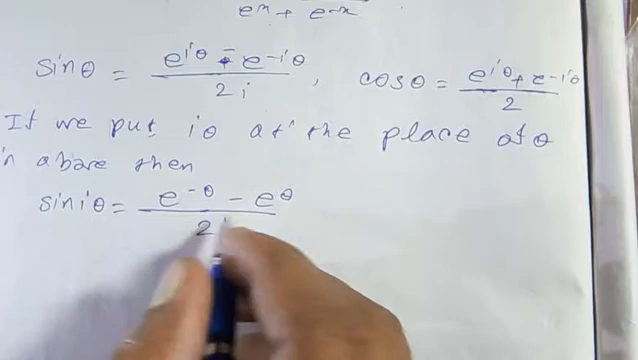 e^x + e^-x
sinθ = (e^iθ - e^-iθ) / 2i , cosθ = (e^iθ + e^-iθ) / 2
If we put iθ at the place of θ
in above then
sin iθ = (e^-θ - e^θ) / 2i